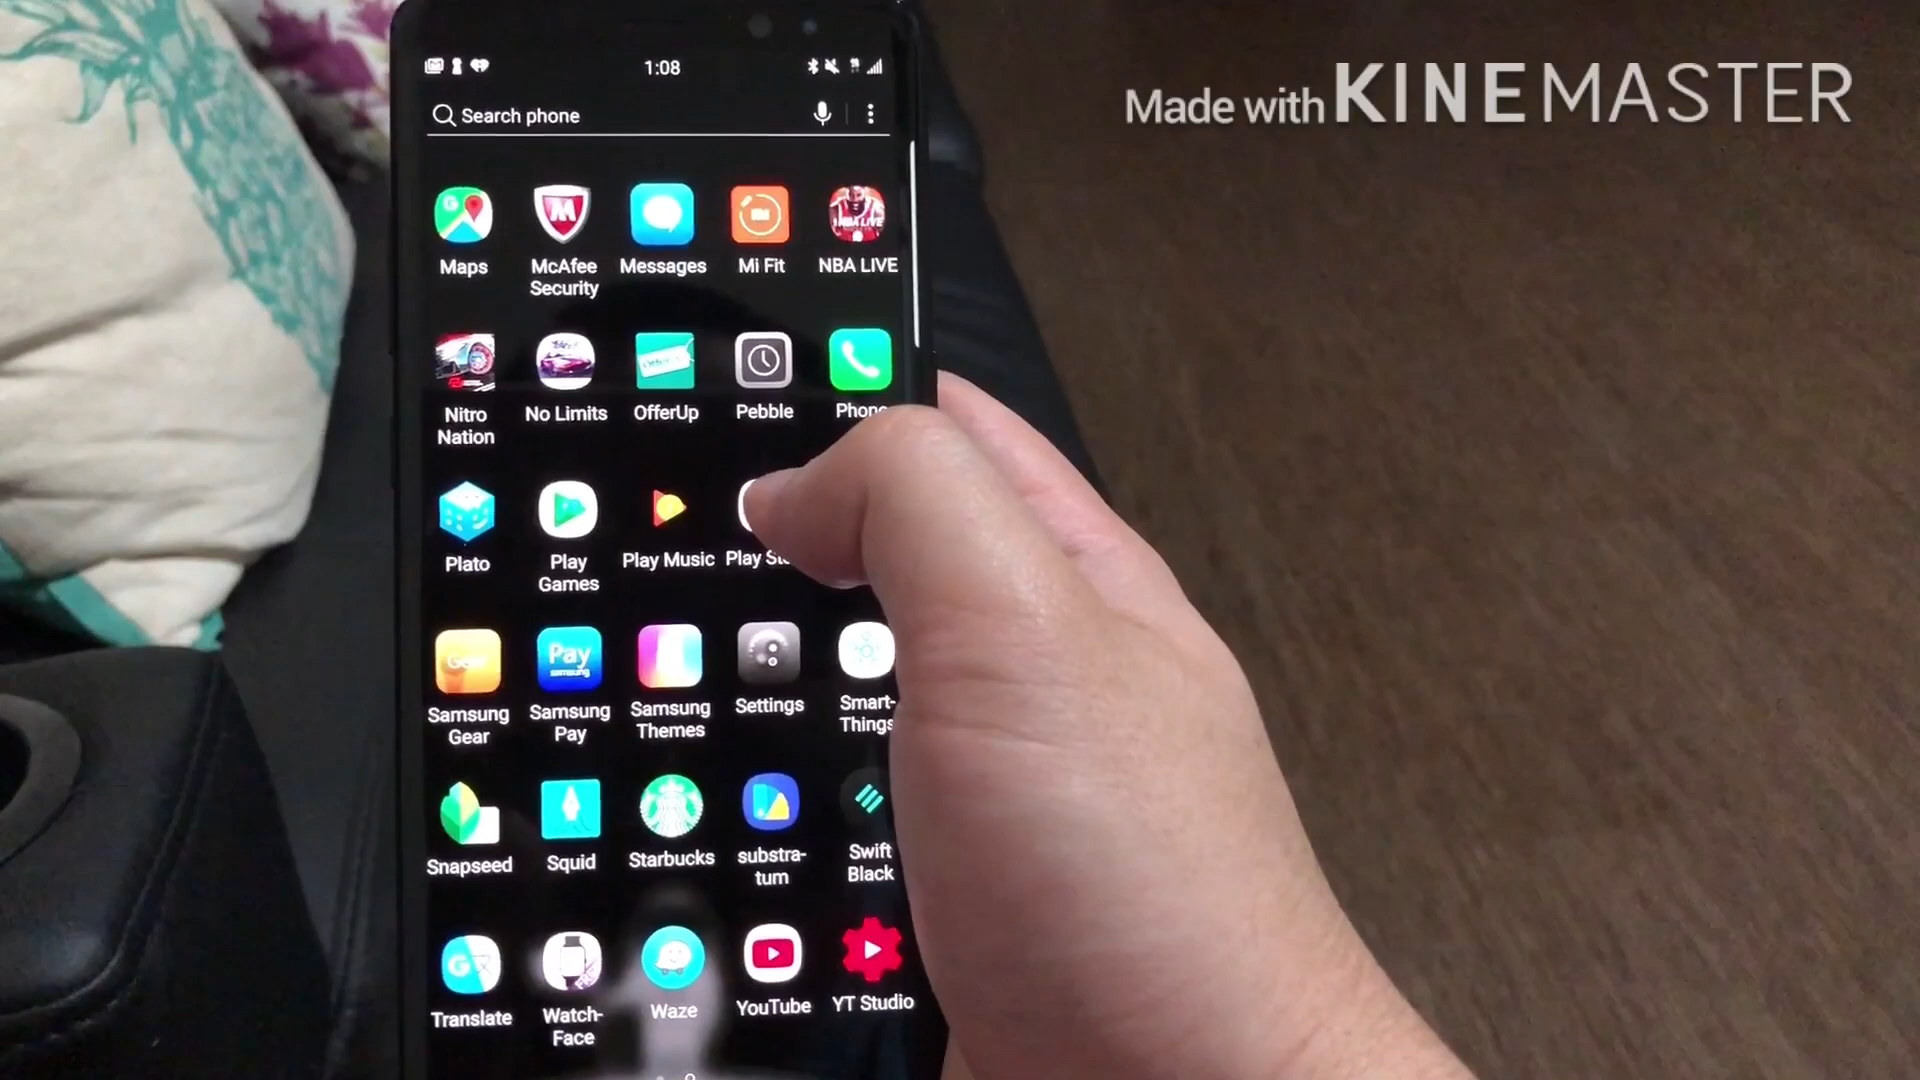 1:08
Made with KINEMASTER
Search phone
Maps
McAfee
Security
Messages
Mi Fit
NBA LIVE
Nitro
Nation
No Limits
OfferUp
Pebble
Phone
Plato
Play
Games
Play Music
Play
Samsung
Gear
Pay
samsung
Samsung
Pay
Samsung
Themes
Settings
Smart-
Things
Snapseed
Squid
Starbucks
substra-
tum
Swift
Black
Translate
Watch-
Face
Waze
YouTube
YT Studio